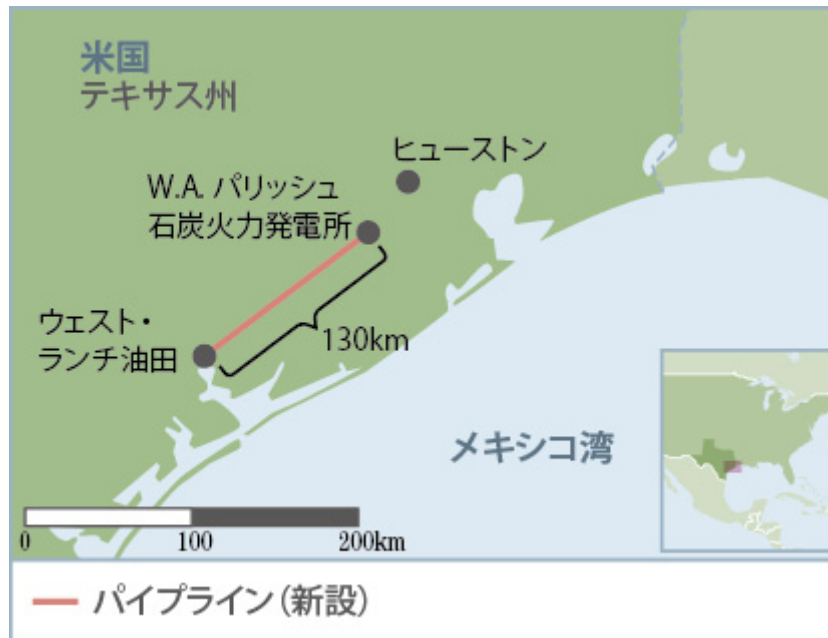 米国
テキサス州
ヒューストン
W.A. パリッシュ
石炭火力発電所
ウェスト・
ランチ油田
130km
メキシコ湾
0 100 200km
パイプライン(新設)